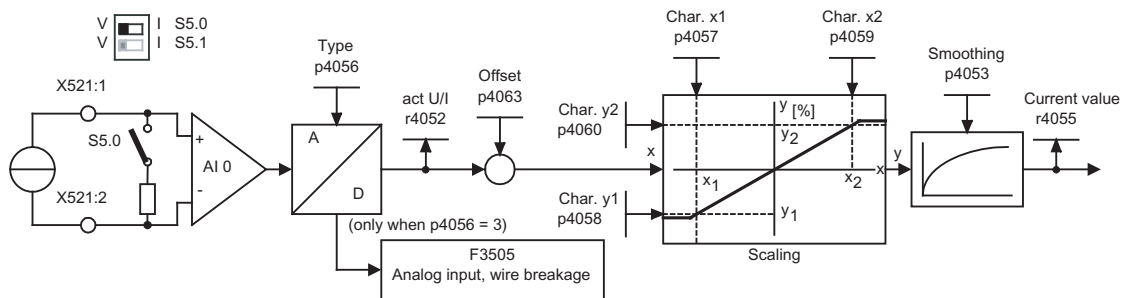 V I S5.0
V I S5.1
X521:1
S5.0
X521:2
+
AI 0
-
Type
p4056
A
D
act U/I
r4052
Offset
p4063
(only when p4056 = 3)
F3505
Analog input, wire breakage
Char. x1
p4057
Char. x2
p4059
Char. y2
p4060
x
Char. y1
p4058
y [%]
y2
x1
x2
x
y1
Scaling
y
Smoothing
p4053
Current value
r4055